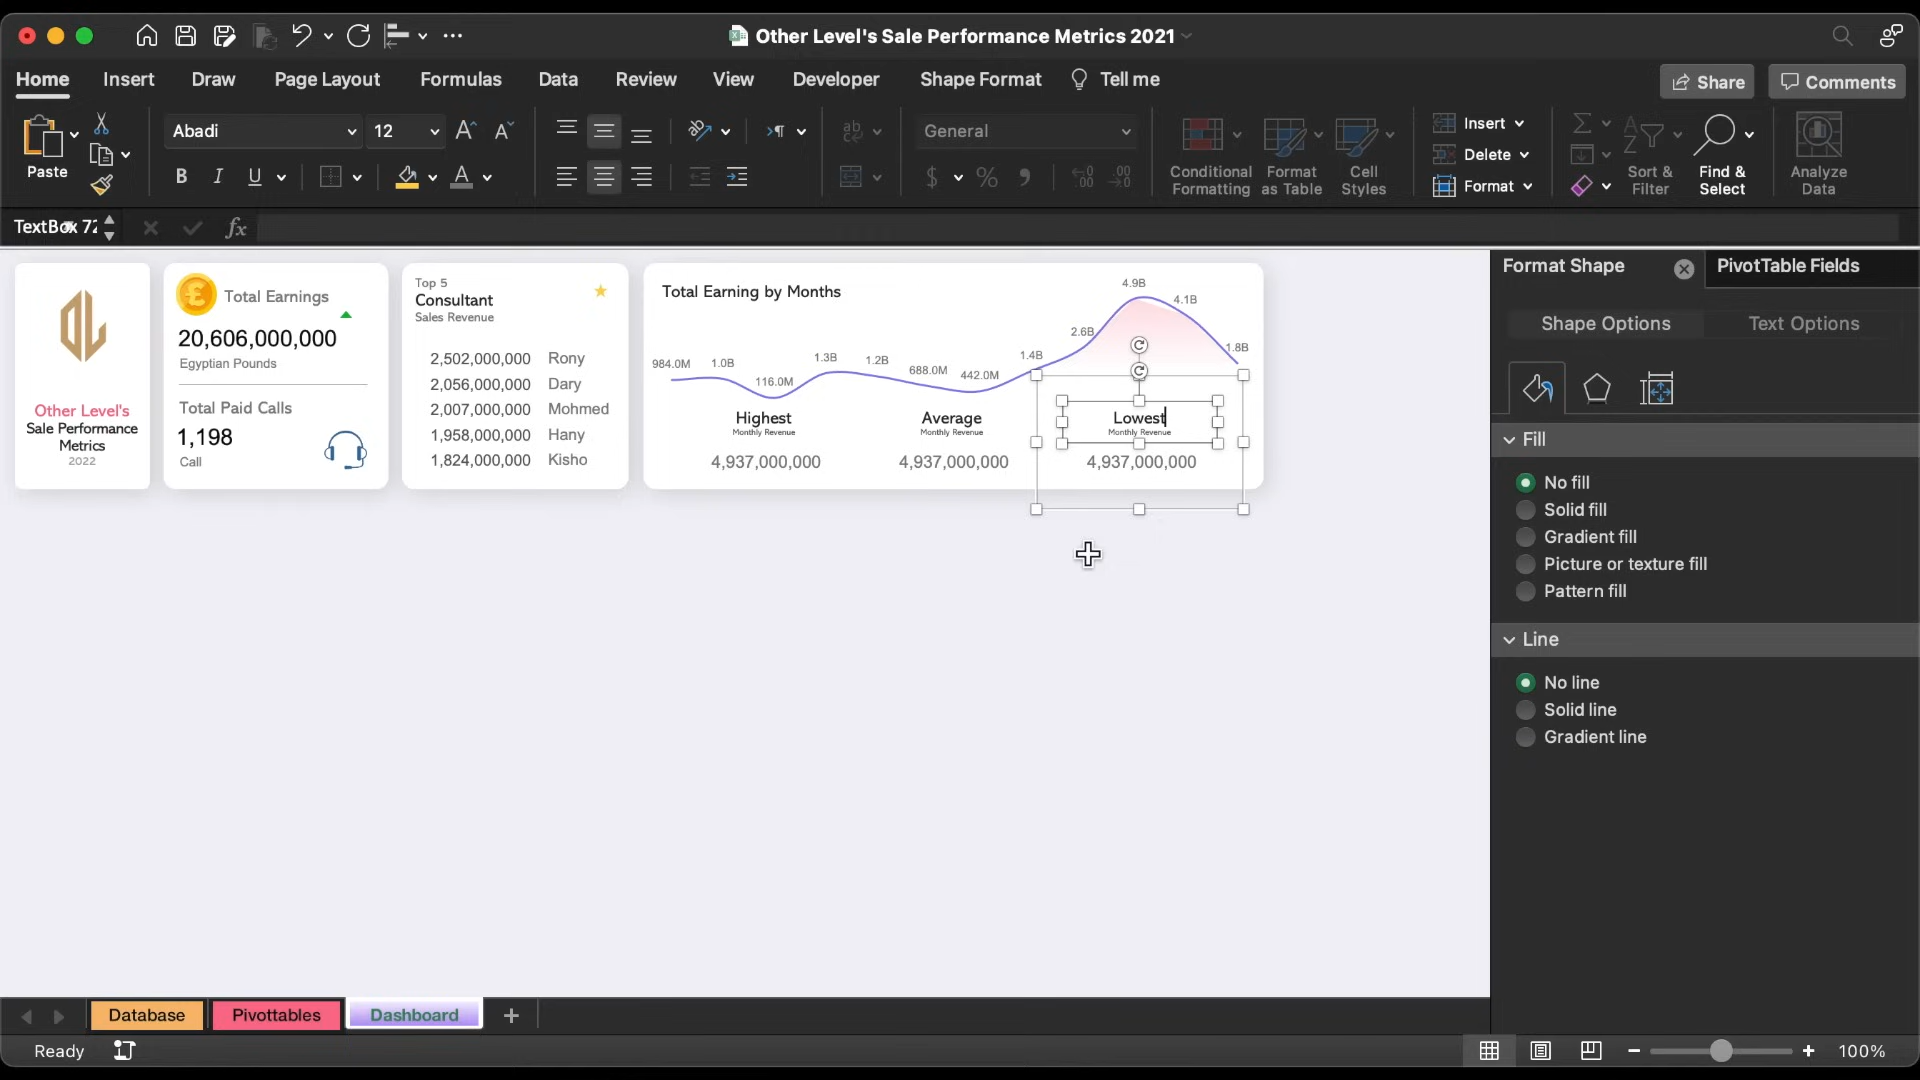 Other Level's Sale Performance Metrics 2021
Home Insert Draw Page Layout Formulas Data Review View Developer Shape Format Tell me
Share Comments
Paste
Abadi 12
B I U A
General
$ % 9
Conditional Formatting
Format as Table
Cell Styles
Insert
Delete
Format
Sort & Filter
Find & Select
Analyze Data
TextBox 72
fx
Other Level's
Sale Performance
Metrics
2022
Total Earnings
20,606,000,000
Egyptian Pounds
Total Paid Calls
1,198
Call
Top 5
Consultant
Sales Revenue
2,502,000,000 Rony
2,056,000,000 Dary
2,007,000,000 Mohmed
1,958,000,000 Hany
1,824,000,000 Kisho
Total Earning by Months
984.0M 1.0B 116.0M 1.3B 1.2B 688.0M 442.0M 1.4B 2.6B 4.9B 4.1B 1.8B
Highest
Monthly Revenue
4,937,000,000
Average
Monthly Revenue
4,937,000,000
Lowest
Monthly Revenue
4,937,000,000
Format Shape PivotTable Fields
Shape Options Text Options
Fill
No fill
Solid fill
Gradient fill
Picture or texture fill
Pattern fill
Line
No line
Solid line
Gradient line
Database Pivottables Dashboard
Ready
100%